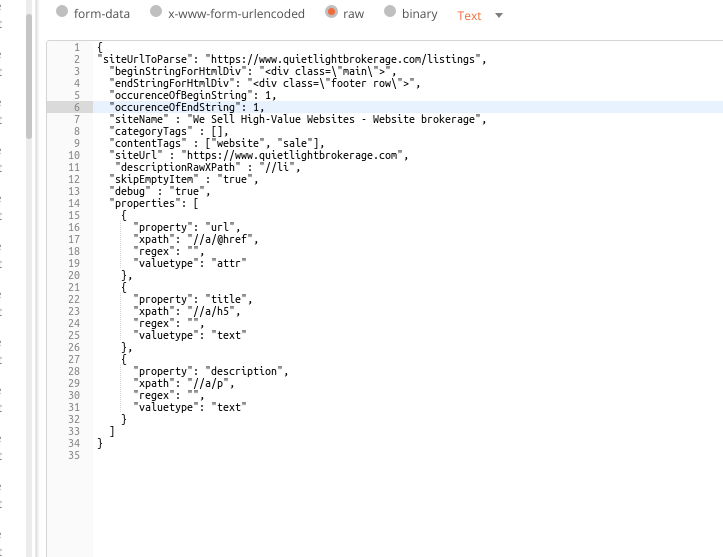 form-data x-www-form-urlencoded raw binary Text
1 {
2 "siteUrlToParse": "https://www.quietlightbrokerage.com/listings",
3 "beginStringForHtmlDiv": "<div class=\"main\">",
4 "endStringForHtmlDiv": "<div class=\"footer row\">",
5 "occurenceOfBeginString": 1,
6 "occurenceOfEndString": 1,
7 "siteName" : "We Sell High-Value Websites - Website brokerage",
8 "categoryTags" : [],
9 "contentTags" : ["website", "sale"],
10 "siteUrl" : "https://www.quietlightbrokerage.com",
11 "descriptionRawXPath" : "//li",
12 "skipEmptyItem" : "true",
13 "debug" : "true",
14 "properties": [
15 {
16 "property": "url",
17 "xpath": "//a/@href",
18 "regex": "",
19 "valuetype": "attr"
20 },
21 {
22 "property": "title",
23 "xpath": "//a/h5",
24 "regex": "",
25 "valuetype": "text"
26 },
27 {
28 "property": "description",
29 "xpath": "//a/p",
30 "regex": "",
31 "valuetype": "text"
32 }
33 ]
34 }
35